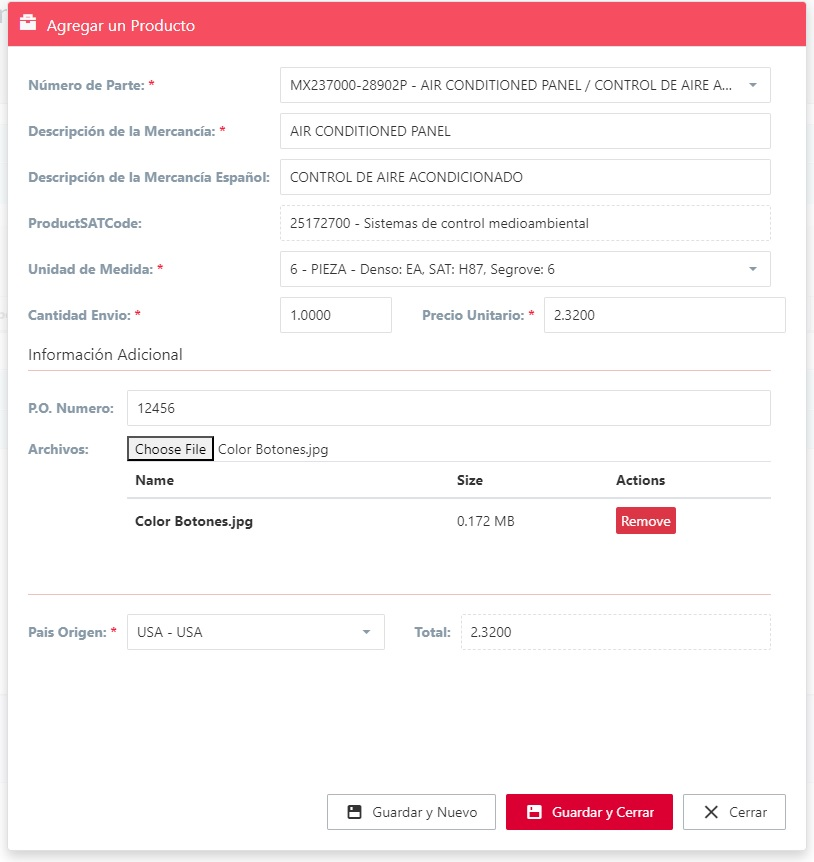 Agregar un Producto
Número de Parte: * MX237000-28902P - AIR CONDITIONED PANEL / CONTROL DE AIRE A...
Descripción de la Mercancía: * AIR CONDITIONED PANEL
Descripción de la Mercancía Español: CONTROL DE AIRE ACONDICIONADO
ProductSATCode: 25172700 - Sistemas de control medioambiental
Unidad de Medida: * 6 - PIEZA - Denso: EA, SAT: H87, Segrove: 6
Cantidad Envio: * 1.0000 Precio Unitario: * 2.3200
Información Adicional
P.O. Numero: 12456
Archivos: Choose File Color Botones.jpg
Name Size Actions
Color Botones.jpg 0.172 MB Remove
Pais Origen: * USA - USA Total: 2.3200
Guardar y Nuevo Guardar y Cerrar Cerrar